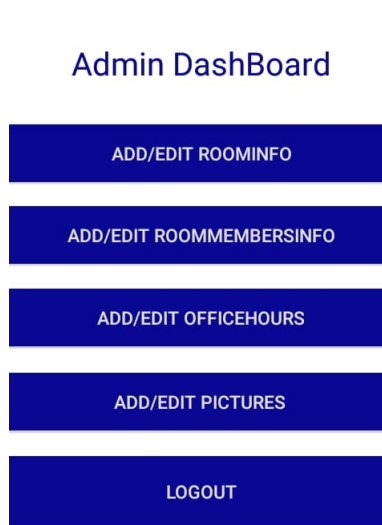 Admin DashBoard
ADD/EDIT ROOMINFO
ADD/EDIT ROOMMEMBERSINFO
ADD/EDIT OFFICEHOURS
ADD/EDIT PICTURES
LOGOUT